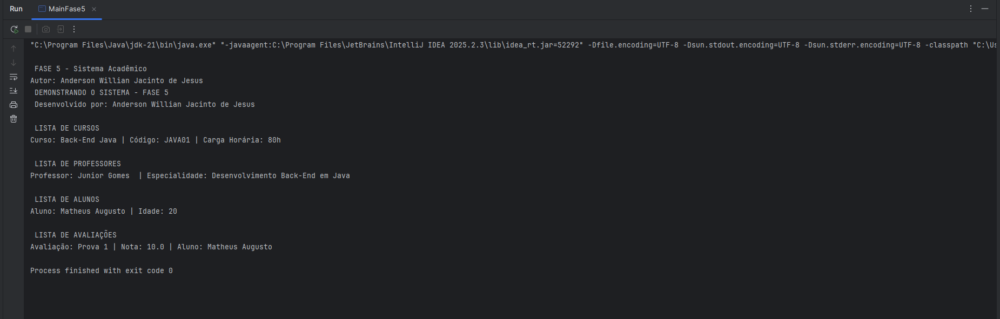 Run MainFase5
"C:\Program Files\Java\jdk-21\bin\java.exe" "-javaagent:C:\Program Files\JetBrains\IntelliJ IDEA 2025.2.3\lib\idea_rt.jar=52292" -Dfile.encoding=UTF-8 -Dsun.stdout.encoding=UTF-8 -Dsun.stderr.encoding=UTF-8 -classpath "C:\Us
FASE 5 - Sistema Acadêmico
Autor: Anderson Willian Jacinto de Jesus
DEMONSTRANDO O SISTEMA - FASE 5
Desenvolvido por: Anderson Willian Jacinto de Jesus
LISTA DE CURSOS
Curso: Back-End Java | Código: JAVA01 | Carga Horária: 80h
LISTA DE PROFESSORES
Professor: Junior Gomes  | Especialidade: Desenvolvimento Back-End em Java
LISTA DE ALUNOS
Aluno: Matheus Augusto | Idade: 20
LISTA DE AVALIAÇÕES
Avaliação: Prova 1 | Nota: 10.0 | Aluno: Matheus Augusto
Process finished with exit code 0